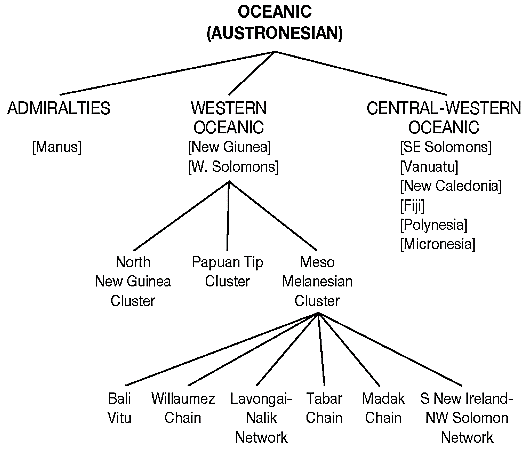 OCEANIC
(AUSTRONESIAN)
ADMIRALTIES
[Manus]
WESTERN
OCEANIC
[New Giunea]
[W. Solomons]
CENTRAL-WESTERN
OCEANIC
[SE Solomons]
[Vanuatu]
[New Caledonia]
[Fiji]
[Polynesia]
[Micronesia]
North
New Guinea
Cluster
Papuan Tip
Cluster
Meso
Melanesian
Cluster
Bali
Vitu
Willaumez
Chain
Lavongai-
Nalik
Network
Tabar
Chain
Madak
Chain
S New Ireland-
NW Solomon
Network